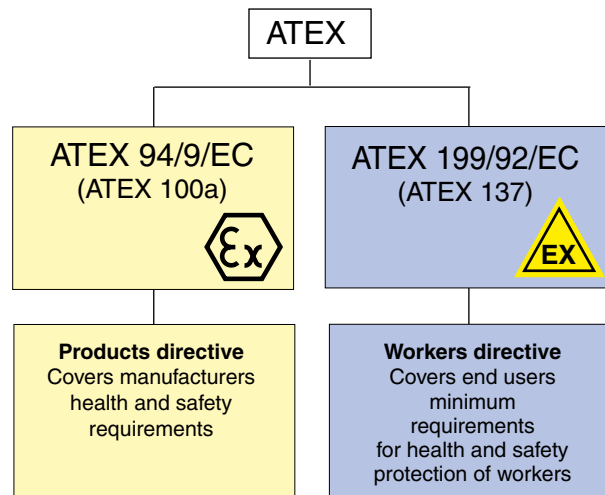 ATEX
ATEX 94/9/EC
(ATEX 100a)
Ex
ATEX 199/92/EC
(ATEX 137)
EX
Products directive
Covers manufacturers
health and safety
requirements
Workers directive
Covers end users
minimum
requirements
for health and safety
protection of workers